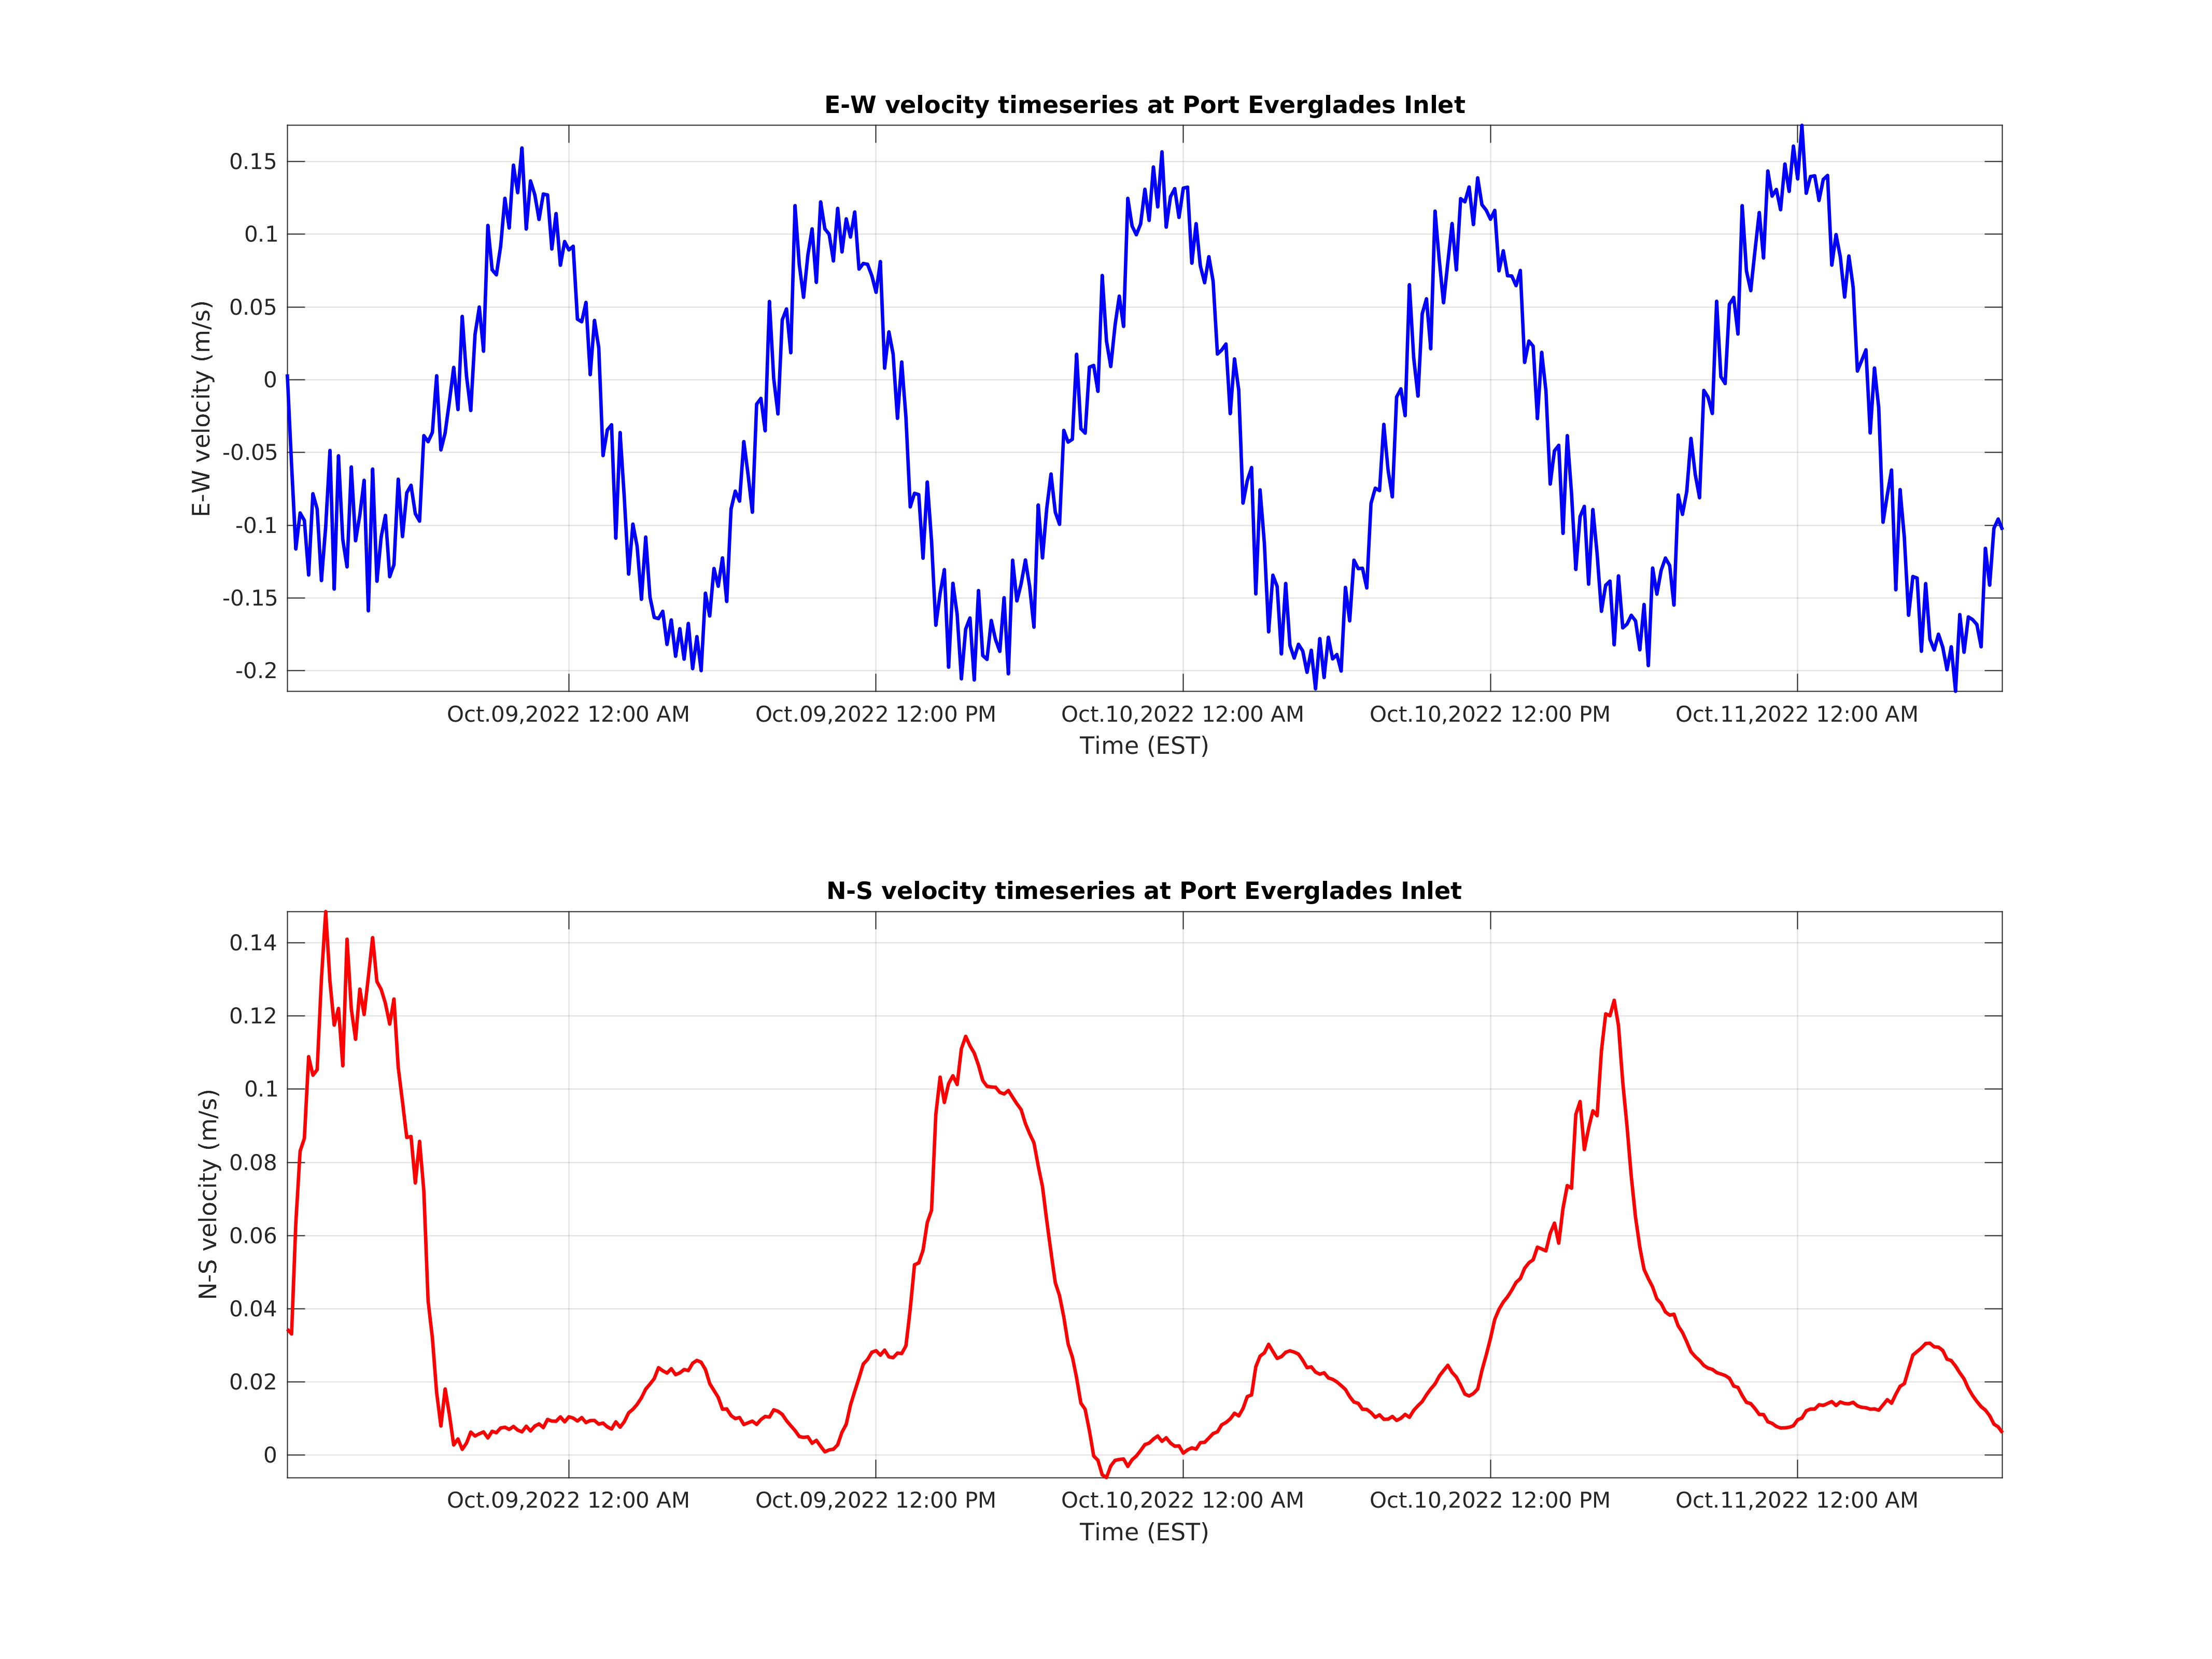 E-W velocity timeseries at Port Everglades Inlet
0.15
0.1
0.05
0
-0.05
-0.1
-0.15
-0.2
E-W velocity (m/s)
Oct.09,2022 12:00 AM Oct.09,2022 12:00 PM Oct.10,2022 12:00 AM Oct.10,2022 12:00 PM Oct.11,2022 12:00 AM
Time (EST)
N-S velocity timeseries at Port Everglades Inlet
0.14
0.12
0.1
0.08
0.06
0.04
0.02
0
N-S velocity (m/s)
Oct.09,2022 12:00 AM Oct.09,2022 12:00 PM Oct.10,2022 12:00 AM Oct.10,2022 12:00 PM Oct.11,2022 12:00 AM
Time (EST)